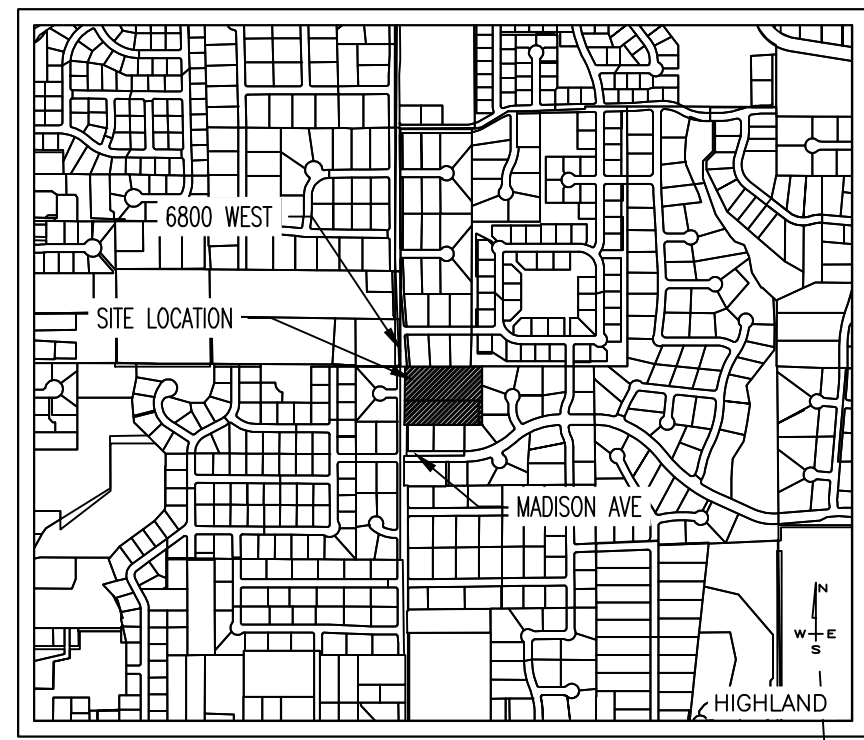 6800 WEST
SITE LOCATION
MADISON AVE
N
W E
S
HIGHLAND